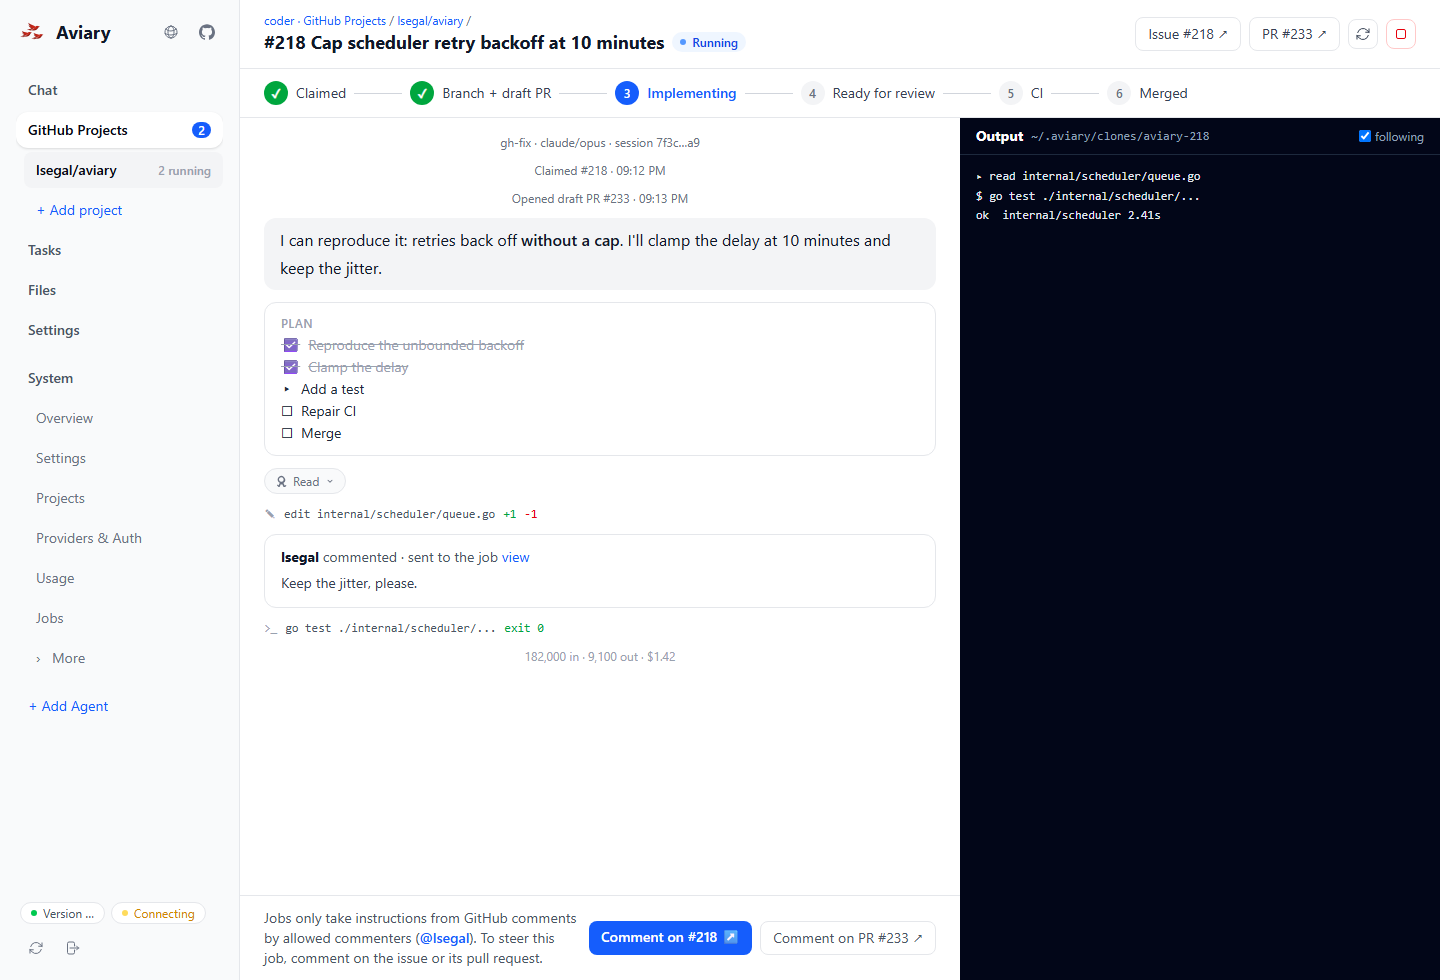 Aviary
Chat
GitHub Projects 2
lsegal/aviary 2 running
+ Add project
Tasks
Files
Settings
System
Overview
Settings
Projects
Providers & Auth
Usage
Jobs
› More
+ Add Agent
Version ...
Connecting
coder · GitHub Projects / lsegal/aviary /
#218 Cap scheduler retry backoff at 10 minutes
Running
Issue #218 ↗
PR #233 ↗
✓ Claimed
✓ Branch + draft PR
3 Implementing
4 Ready for review
5 CI
6 Merged
gh-fix · claude/opus · session 7f3c…a9
Claimed #218 · 09:12 PM
Opened draft PR #233 · 09:13 PM
I can reproduce it: retries back off without a cap. I'll clamp the delay at 10 minutes and
keep the jitter.
PLAN
☑ Reproduce the unbounded backoff
☑ Clamp the delay
▸ Add a test
☐ Repair CI
☐ Merge
Read
edit internal/scheduler/queue.go +1 -1
lsegal commented · sent to the job view
Keep the jitter, please.
>_ go test ./internal/scheduler/... exit 0
182,000 in · 9,100 out · $1.42
Jobs only take instructions from GitHub comments
by allowed commenters (@lsegal). To steer this
job, comment on the issue or its pull request.
Comment on #218 ↗
Comment on PR #233 ↗
Output ~/.aviary/clones/aviary-218
following
▸ read internal/scheduler/queue.go
$ go test ./internal/scheduler/...
ok  internal/scheduler 2.41s